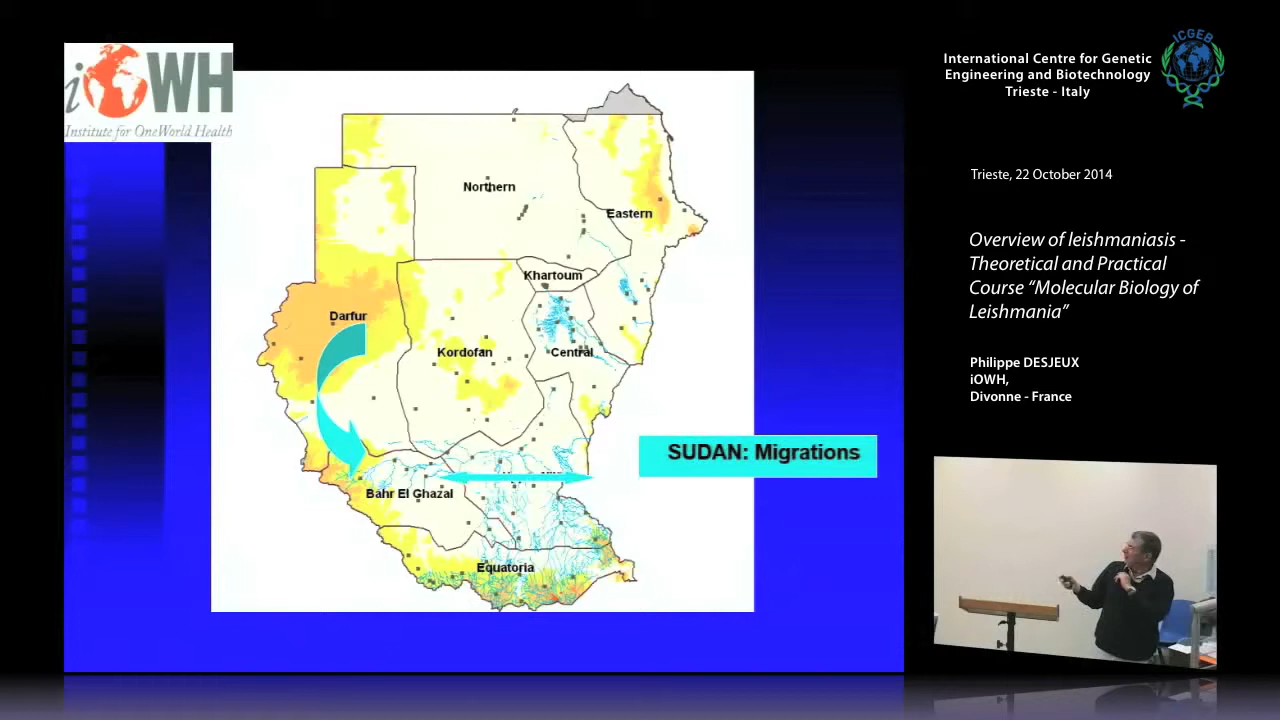 iOWH
Institute for OneWorld Health
Northern
Eastern
Khartoum
Darfur
Kordofan
Central
SUDAN: Migrations
Bahr El Ghazal
Equatoria
ICGEB
International Centre for Genetic
Engineering and Biotechnology
Trieste - Italy
Trieste, 22 October 2014
Overview of leishmaniasis -
Theoretical and Practical
Course “Molecular Biology of
Leishmania”
Philippe DESJEUX
iOWH,
Divonne - France